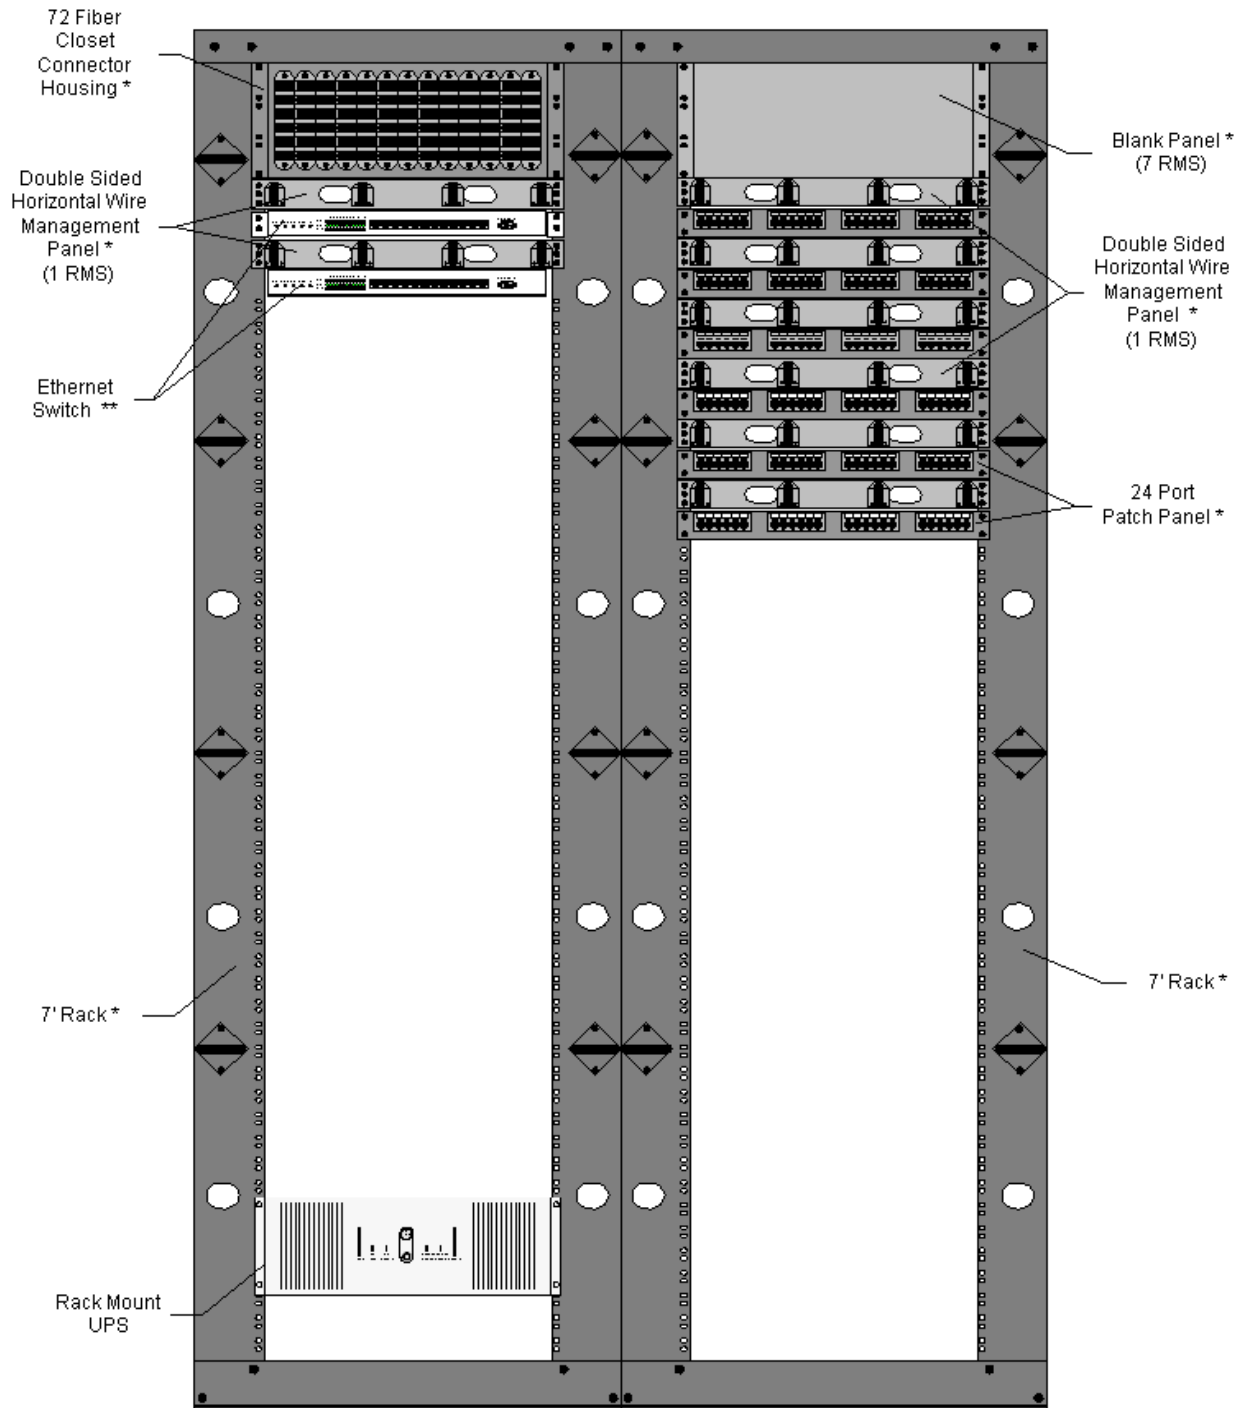 72 Fiber
Closet
Connector
Housing *
Double Sided
Horizontal Wire
Management
Panel *
(1 RMS)
Ethernet
Switch **
7' Rack *
Rack Mount
UPS
Blank Panel *
(7 RMS)
Double Sided
Horizontal Wire
Management
Panel *
(1 RMS)
24 Port
Patch Panel *
7' Rack *